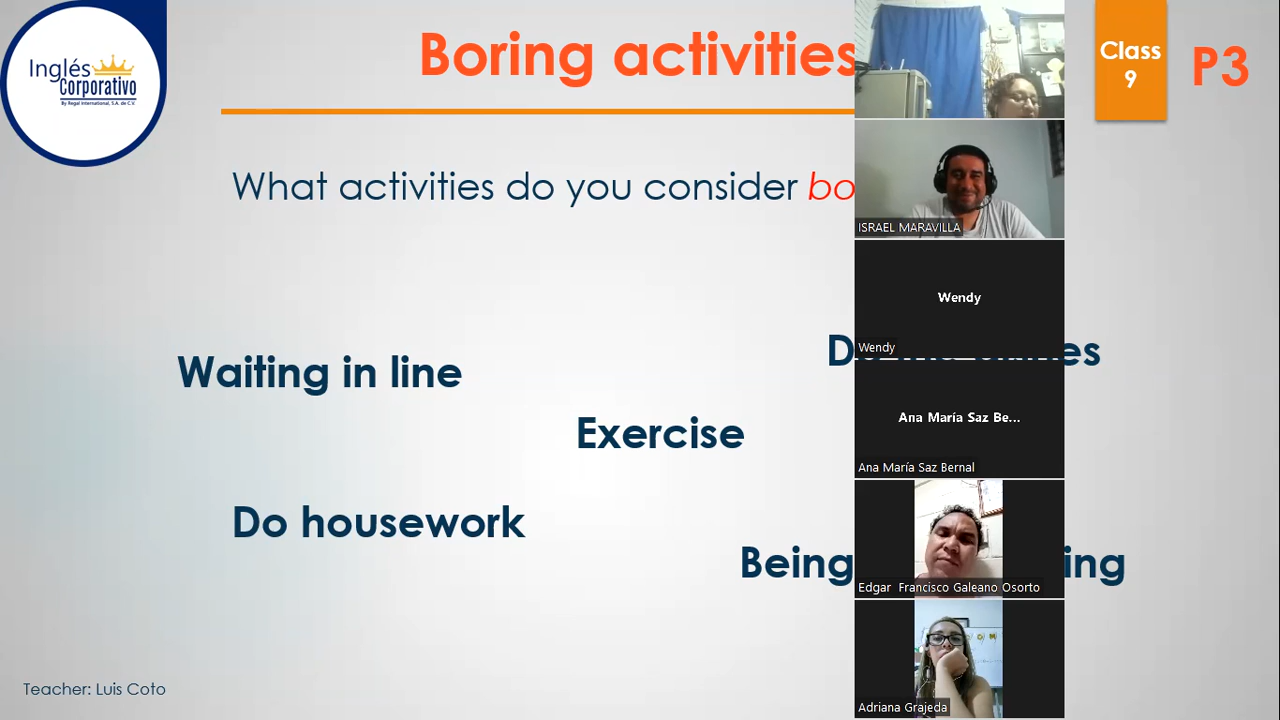 Inglés
Corporativo
By Regal International, S.A. de C.V.
Boring activities
Class
9
P3
What activities do you consider
ISRAEL MARAVILLA
Wendy
Wendy
Waiting in line
Exercise
Ana María Saz Be...
Ana María Saz Bernal
Do housework
Being
Edgar Francisco Galeano Osorto
Teacher: Luis Coto
Adriana Grajeda